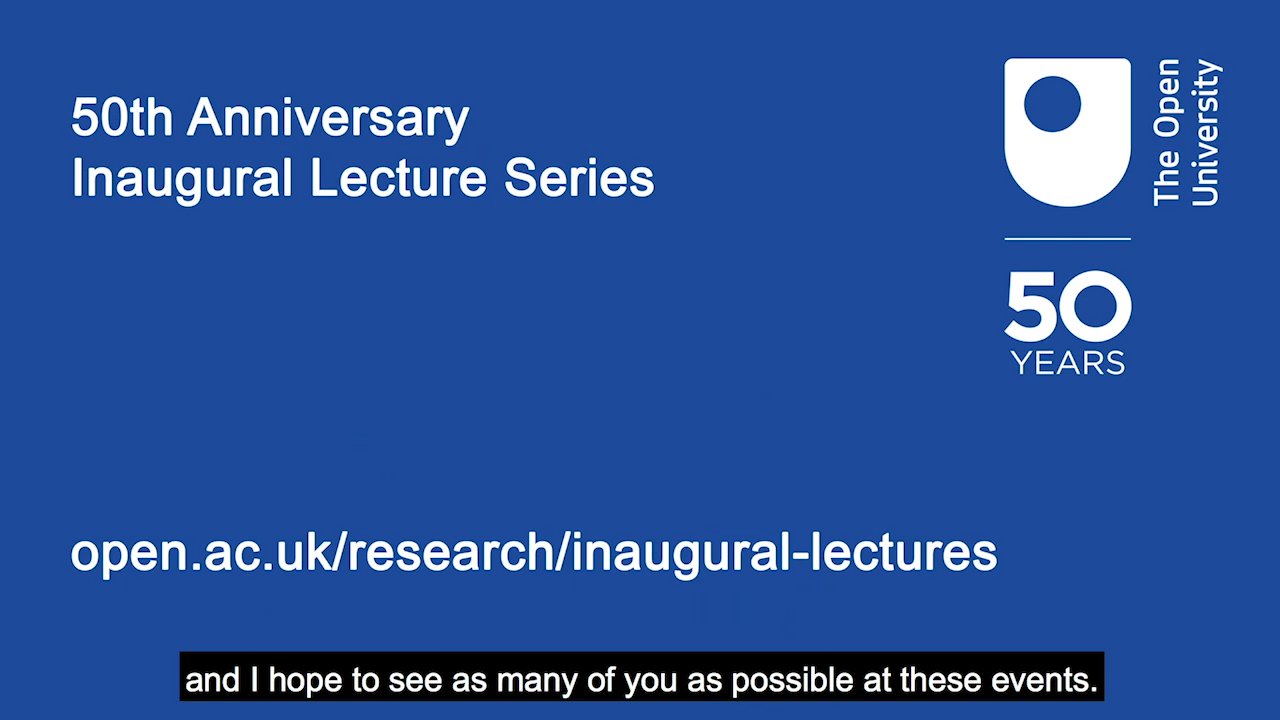 50th Anniversary
Inaugural Lecture Series
The Open
University
50
YEARS
open.ac.uk/research/inaugural-lectures
and I hope to see as many of you as possible at these events.